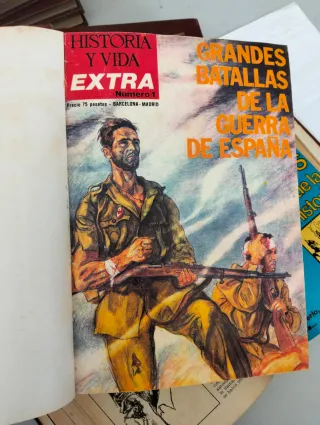 HISTORIA
Y VIDA
EXTRA
Número 1
Precio 75 pesetas - BARCELONA - MADRID
GRANDES
BATALLAS
DE LA
GUERRA
DE ESPAÑA